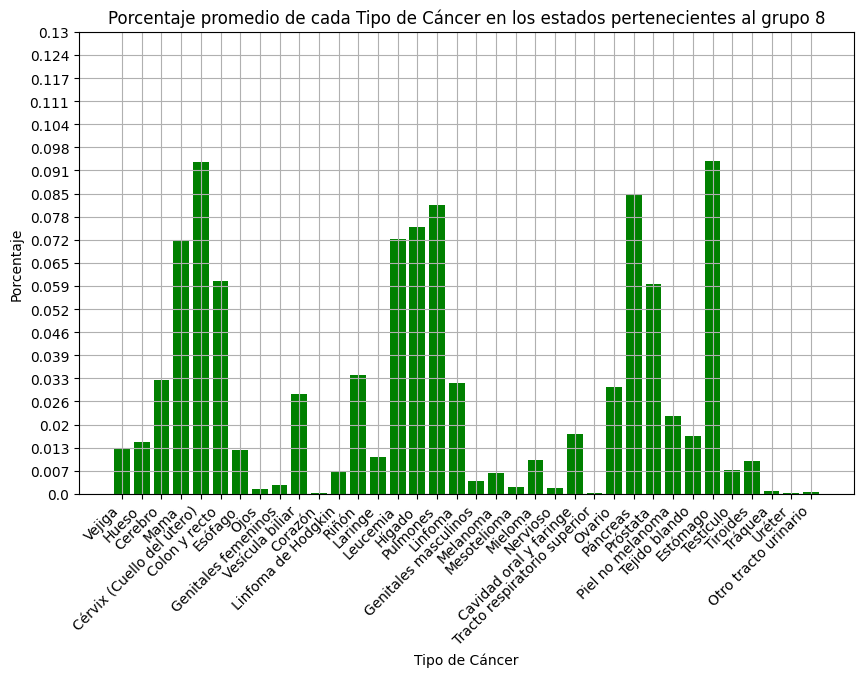 Porcentaje promedio de cada Tipo de Cáncer en los estados pertenecientes al grupo 8
0.13
0.124
0.117
0.111
0.104
0.098
0.091
0.085
0.078
0.072
0.065
0.059
0.052
0.046
0.039
0.033
0.026
0.02
0.013
0.007
0.0
Porcentaje
Vejiga
Hueso
Cerebro
Mama
Cérvix (Cuello del útero)
Colon y recto
Esófago
Ojos
Genitales femeninos
Vesícula biliar
Corazón
Linfoma de Hodgkin
Riñón
Laringe
Leucemia
Hígado
Pulmones
Linfoma
Genitales masculinos
Melanoma
Mesotelioma
Mieloma
Nervioso
Cavidad oral y faringe
Tracto respiratorio superior
Ovario
Páncreas
Próstata
Piel no melanoma
Tejido blando
Estómago
Testículo
Tiroides
Tráquea
Uréter
Otro tracto urinario
Tipo de Cáncer